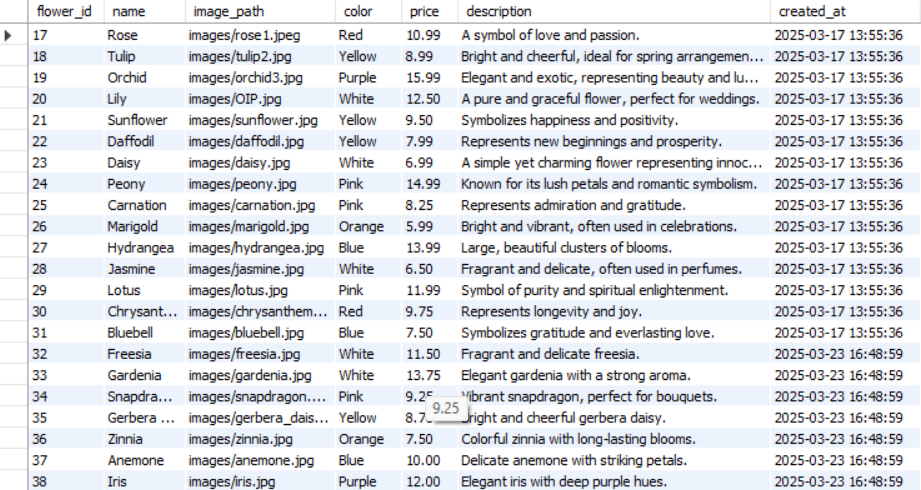 flower_id name image_path color price description created_at
17 Rose images/rose1.jpeg Red 10.99 A symbol of love and passion. 2025-03-17 13:55:36
18 Tulip images/tulip2.jpg Yellow 8.99 Bright and cheerful, ideal for spring arrangemen... 2025-03-17 13:55:36
19 Orchid images/orchid3.jpg Purple 15.99 Elegant and exotic, representing beauty and lu... 2025-03-17 13:55:36
20 Lily images/OIP.jpg White 12.50 A pure and graceful flower, perfect for weddings. 2025-03-17 13:55:36
21 Sunflower images/sunflower.jpg Yellow 9.50 Symbolizes happiness and positivity. 2025-03-17 13:55:36
22 Daffodil images/daffodil.jpg Yellow 7.99 Represents new beginnings and prosperity. 2025-03-17 13:55:36
23 Daisy images/daisy.jpg White 6.99 A simple yet charming flower representing innoc... 2025-03-17 13:55:36
24 Peony images/peony.jpg Pink 14.99 Known for its lush petals and romantic symbolism. 2025-03-17 13:55:36
25 Carnation images/carnation.jpg Pink 8.25 Represents admiration and gratitude. 2025-03-17 13:55:36
26 Marigold images/marigold.jpg Orange 5.99 Bright and vibrant, often used in celebrations. 2025-03-17 13:55:36
27 Hydrangea images/hydrangea.jpg Blue 13.99 Large, beautiful clusters of blooms. 2025-03-17 13:55:36
28 Jasmine images/jasmine.jpg White 6.50 Fragrant and delicate, often used in perfumes. 2025-03-17 13:55:36
29 Lotus images/lotus.jpg Pink 11.99 Symbol of purity and spiritual enlightenment. 2025-03-17 13:55:36
30 Chrysant... images/chrysanthem... Red 9.75 Represents longevity and joy. 2025-03-17 13:55:36
31 Bluebell images/bluebell.jpg Blue 7.50 Symbolizes gratitude and everlasting love. 2025-03-17 13:55:36
32 Freesia images/freesia.jpg White 11.50 Fragrant and delicate freesia. 2025-03-23 16:48:59
33 Gardenia images/gardenia.jpg White 13.75 Elegant gardenia with a strong aroma. 2025-03-23 16:48:59
34 Snapdra... images/snapdragon.... Pink 9.25 Vibrant snapdragon, perfect for bouquets. 2025-03-23 16:48:59
9.25
35 Gerbera ... images/gerbera_dais... Yellow 8.7 Bright and cheerful gerbera daisy. 2025-03-23 16:48:59
36 Zinnia images/zinnia.jpg Orange 7.50 Colorful zinnia with long-lasting blooms. 2025-03-23 16:48:59
37 Anemone images/anemone.jpg Blue 10.00 Delicate anemone with striking petals. 2025-03-23 16:48:59
38 Iris images/iris.jpg Purple 12.00 Elegant iris with deep purple hues. 2025-03-23 16:48:59